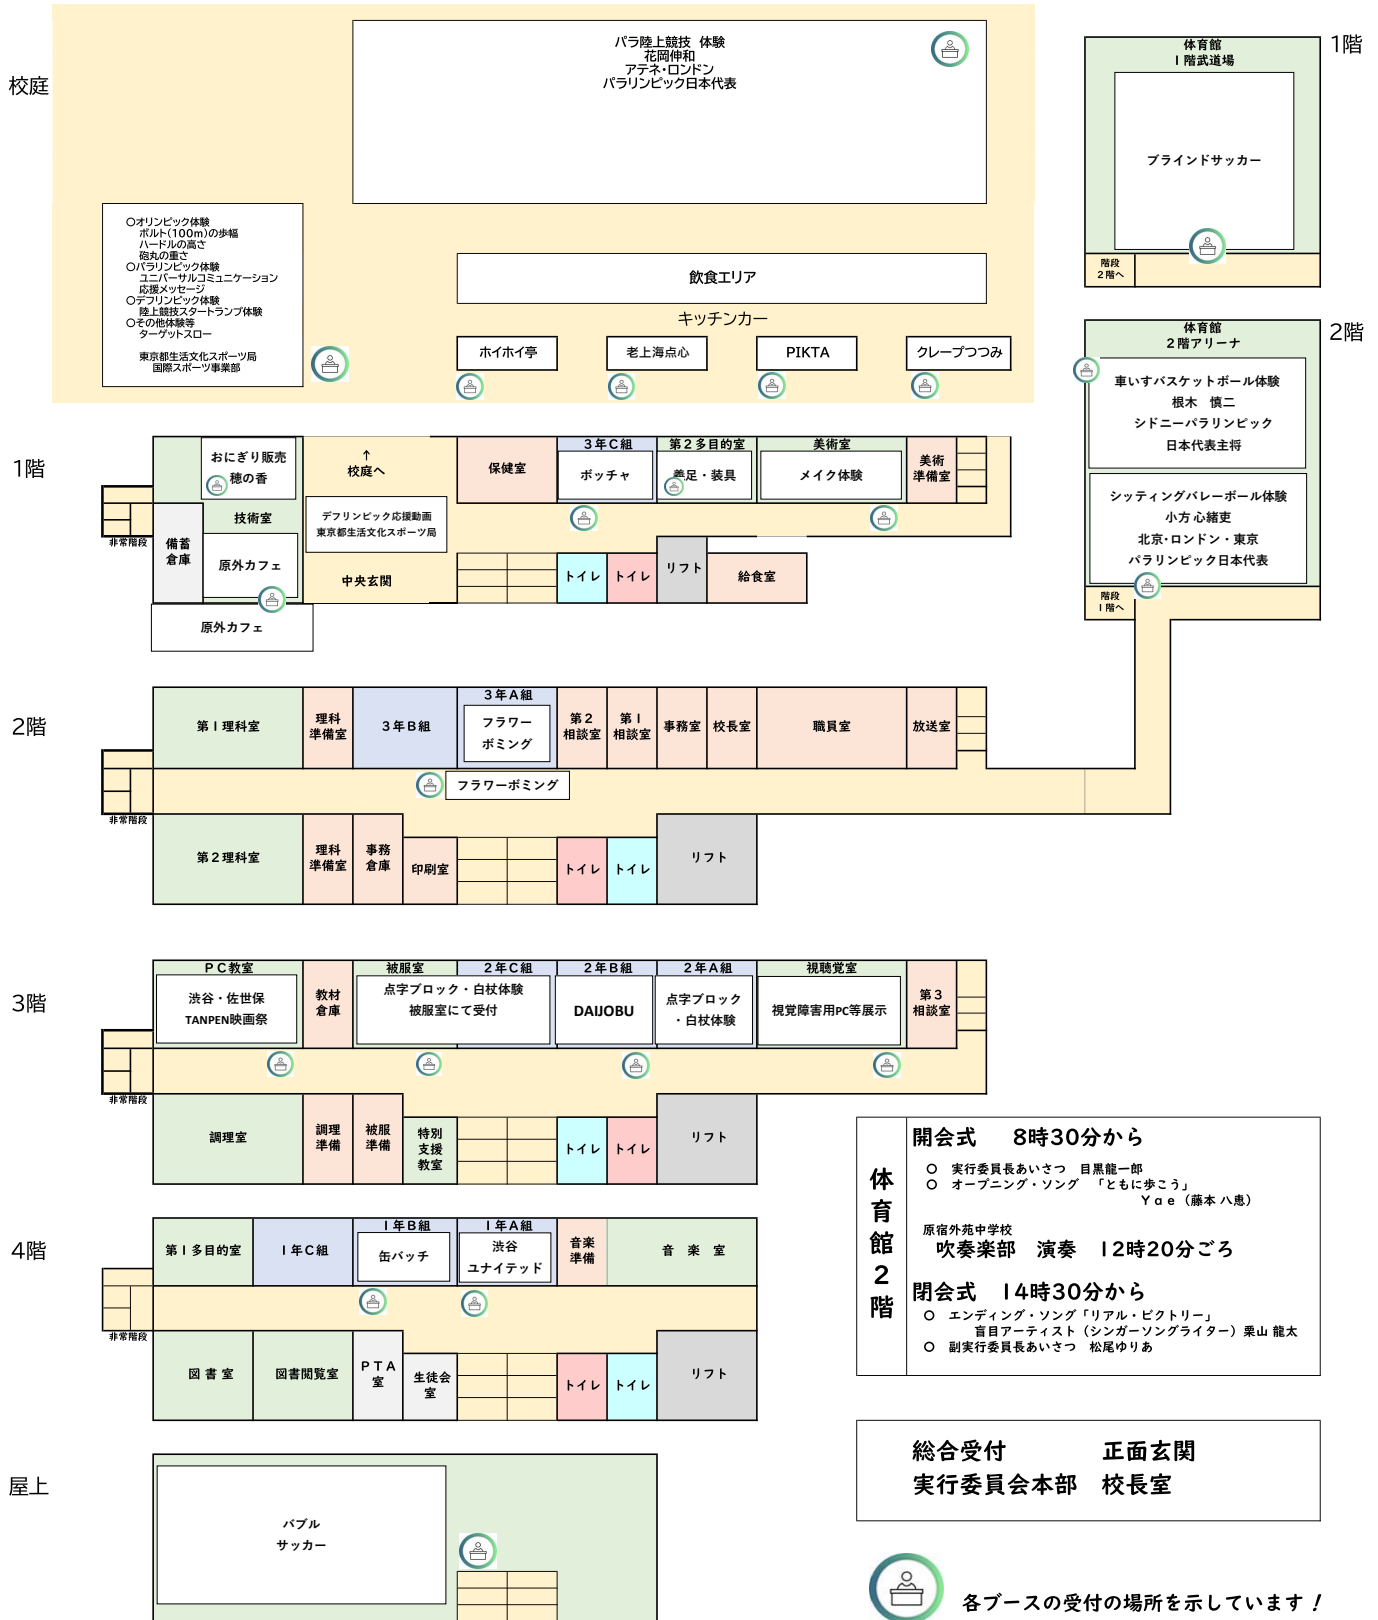 校庭
パラ陸上競技 体験
花岡伸和
アテネ・ロンドン
パラリンピック日本代表
〇オリンピック体験
ボルト（100m）の歩幅
ハードルの高さ
砲丸の重さ
〇パラリンピック体験
ユニバーサルコミュニケーション
応援メッセージ
〇デフリンピック体験
陸上競技スタートランプ体験
〇その他体験等
ターゲットスロー
東京都生活文化スポーツ局
国際スポーツ事業部
飲食エリア
キッチンカー
ホイホイ亭
老上海点心
PIKTA
クレープつつみ
1階
体育館
1階武道場
ブラインドサッカー
階段
2階へ
2階
体育館
2階アリーナ
車いすバスケットボール体験
根木 慎二
シドニーパラリンピック
日本代表主将
シッティングバレーボール体験
小方 心緒吏
北京・ロンドン・東京
パラリンピック日本代表
階段
1階へ
1階
おにぎり販売
穂の香
技術室
備蓄
倉庫
原外カフェ
原外カフェ
非常階段
↑
校庭へ
デフリンピック応援動画
東京都生活文化スポーツ局
中央玄関
保健室
3年C組
ボッチャ
第2多目的室
義足・装具
美術室
メイク体験
美術
準備室
トイレ
トイレ
リフト
給食室
2階
第1理科室
理科
準備室
3年B組
3年A組
フラワー
ボミング
第2
相談室
第1
相談室
事務室
校長室
職員室
放送室
フラワーボミング
非常階段
第2理科室
理科
準備室
事務
倉庫
印刷室
トイレ
トイレ
リフト
3階
PC教室
渋谷・佐世保
TANPEN映画祭
教材
倉庫
被服室
2年C組
点字ブロック・白杖体験
被服室にて受付
2年B組
DAIJOBU
2年A組
点字ブロック
・白杖体験
視聴覚室
視覚障害用PC等展示
第3
相談室
非常階段
調理室
調理
準備
被服
準備
特別
支援
教室
トイレ
トイレ
リフト
4階
第1多目的室
1年C組
1年B組
缶バッチ
1年A組
渋谷
ユナイテッド
音楽
準備
音 楽 室
非常階段
図 書 室
図書閲覧室
PTA
室
生徒会
室
トイレ
トイレ
リフト
屋上
バブル
サッカー
体育館2階
開会式 8時30分から
〇 実行委員長あいさつ 目黒龍一郎
〇 オープニング・ソング 「ともに歩こう」
Yae（藤本 八恵）
原宿外苑中学校
吹奏楽部 演奏 12時20分ごろ
閉会式 14時30分から
〇 エンディング・ソング「リアル・ビクトリー」
盲目アーティスト（シンガーソングライター）栗山 龍太
〇 副実行委員長あいさつ 松尾ゆりあ
総合受付 正面玄関
実行委員会本部 校長室
各ブースの受付の場所を示しています！